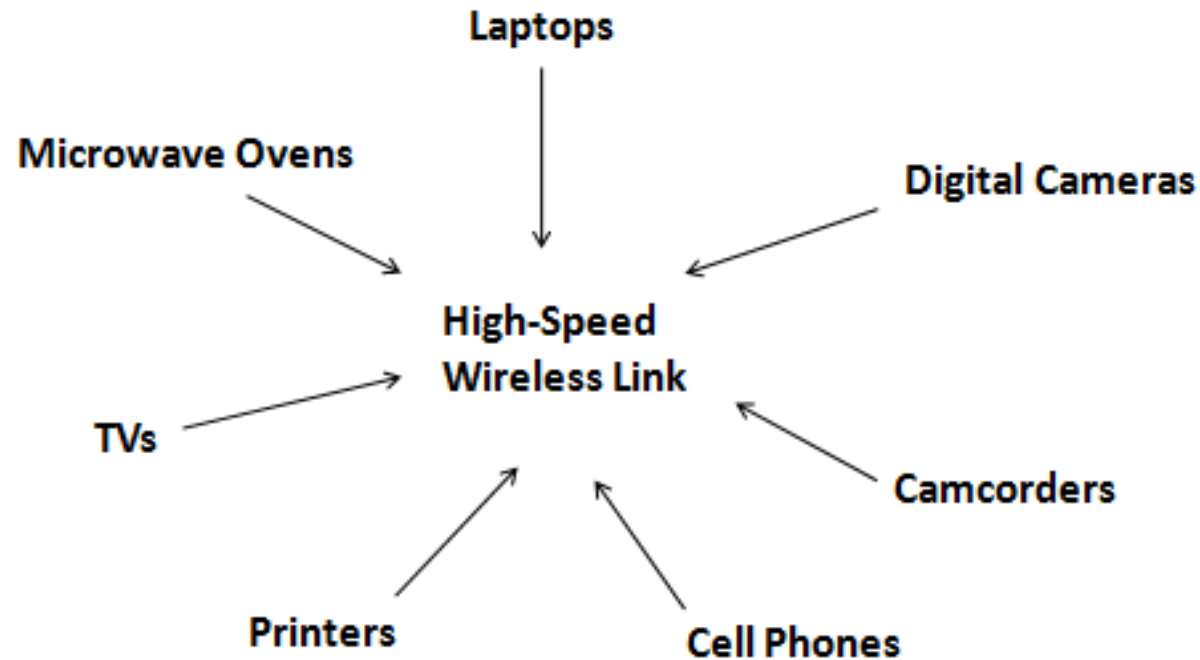 Laptops
Microwave Ovens
Digital Cameras
High-Speed
Wireless Link
TVs
Camcorders
Printers
Cell Phones